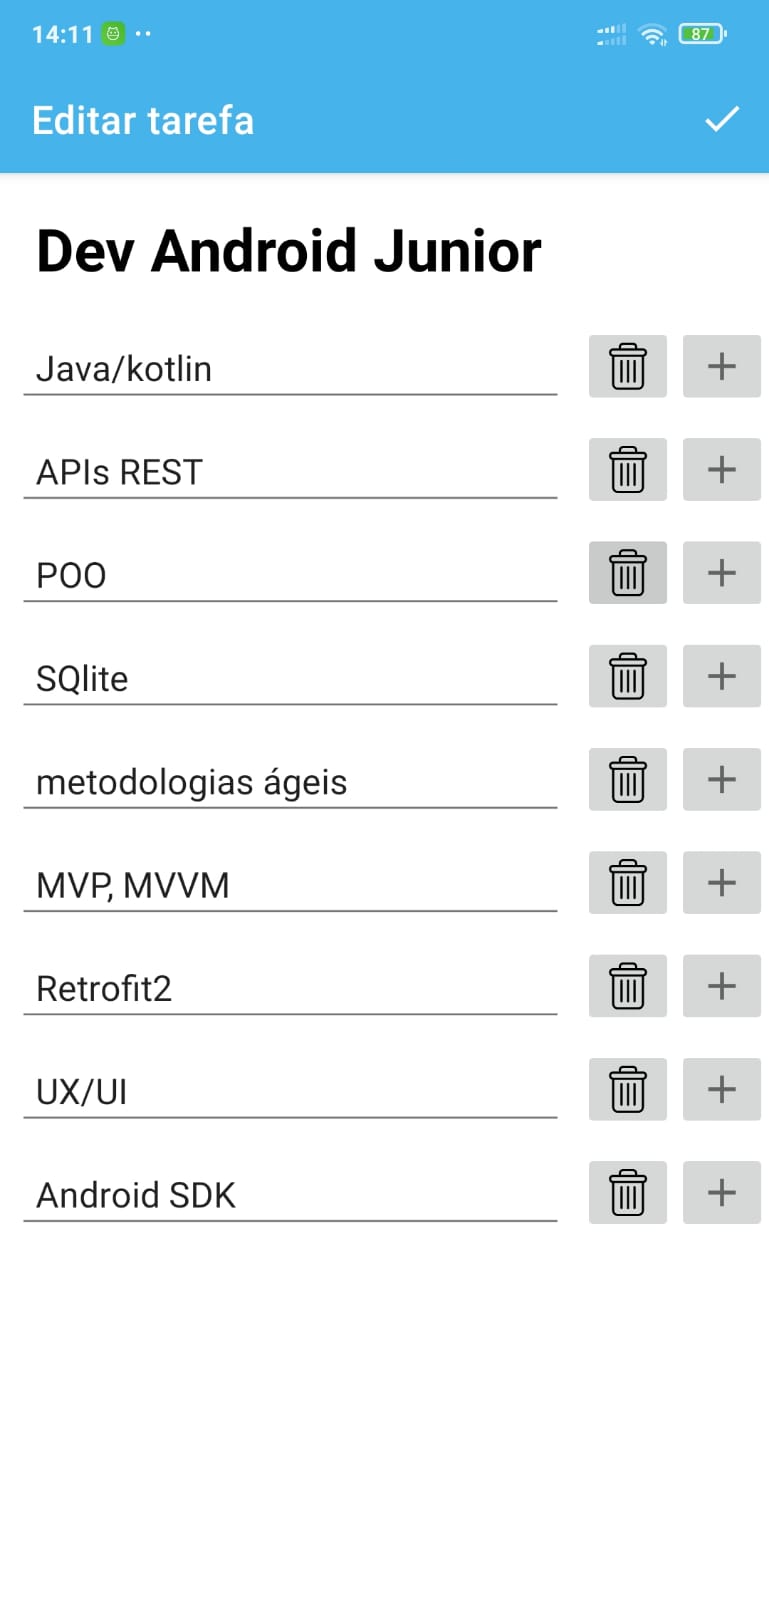 14:11
87
Editar tarefa
Dev Android Junior
Java/kotlin
APIs REST
POO
SQlite
metodologias ágeis
MVP, MVVM
Retrofit2
UX/UI
Android SDK